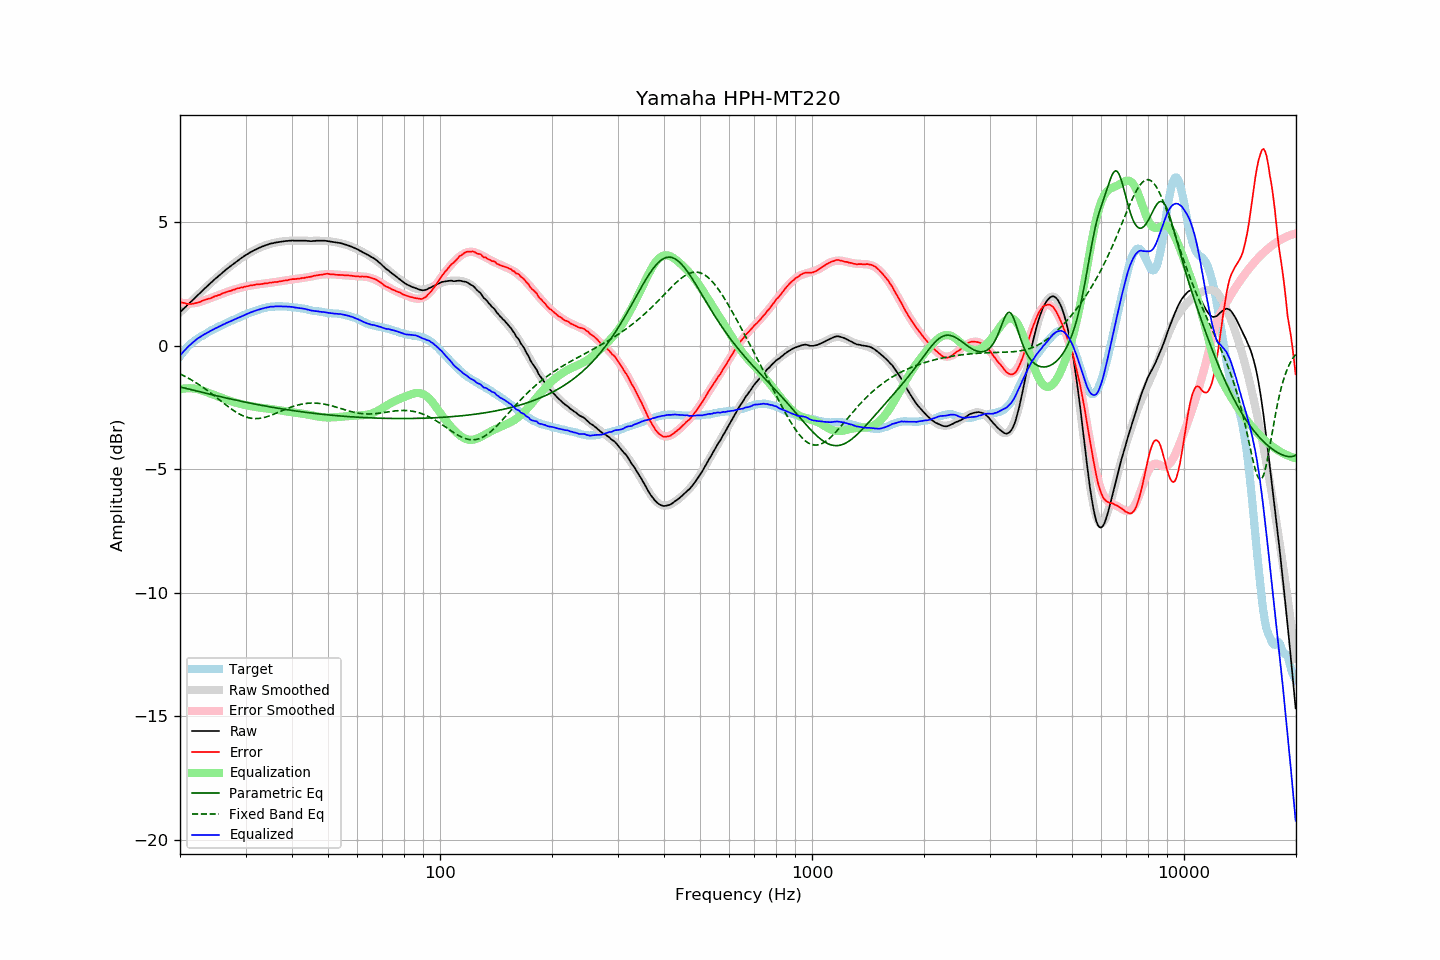 Yamaha HPH-MT220
Amplitude (dBr)
5
0
−5
−10
−15
−20
Target
Raw Smoothed
Error Smoothed
Raw
Error
Equalization
Parametric Eq
Fixed Band Eq
Equalized
100
1000
10000
Frequency (Hz)